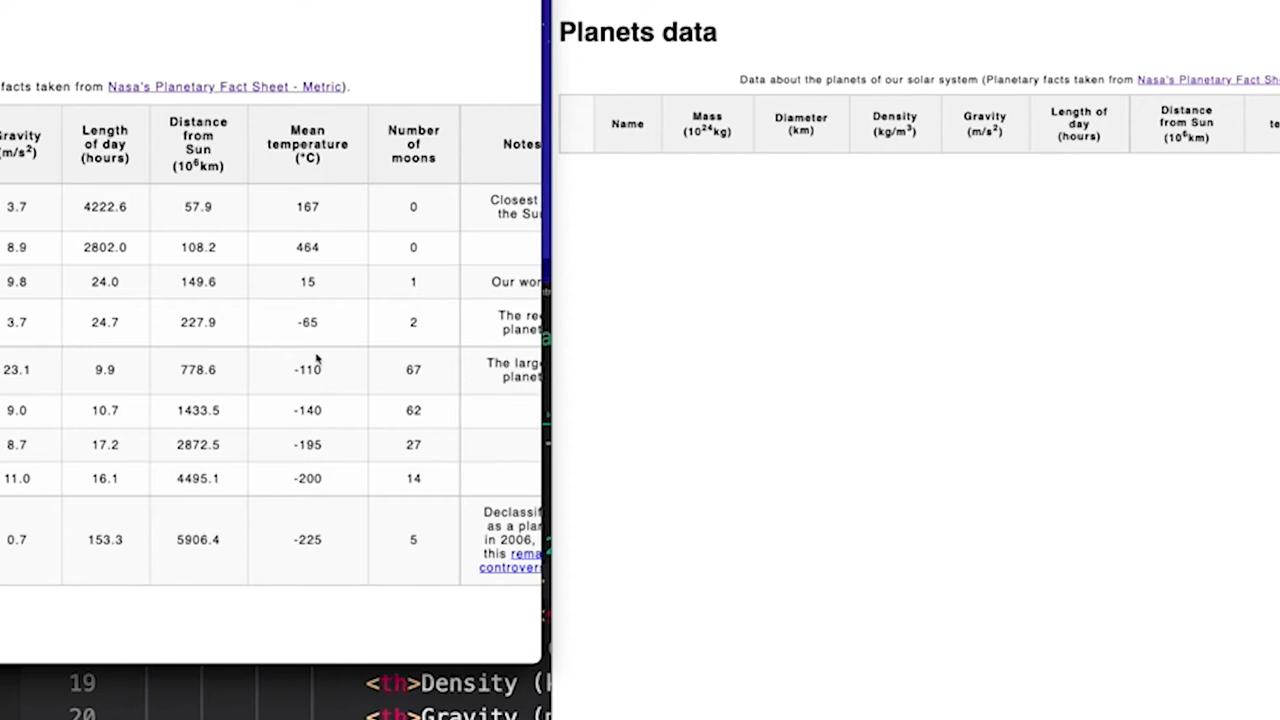 facts taken from Nasa's Planetary Fact Sheet - Metric).
Gravity (m/s²) Length of day (hours) Distance from Sun (10⁶km) Mean temperature (°C) Number of moons Notes
3.7 4222.6 57.9 167 0 Closest the Sun
8.9 2802.0 108.2 464 0
9.8 24.0 149.6 15 1 Our wor
3.7 24.7 227.9 -65 2 The re planet
23.1 9.9 778.6 -110 67 The larg planet
9.0 10.7 1433.5 -140 62
8.7 17.2 2872.5 -195 27
11.0 16.1 4495.1 -200 14
0.7 153.3 5906.4 -225 5 Declassif as a plan in 2006, this rema controver
Planets data
Data about the planets of our solar system (Planetary facts taken from Nasa's Planetary Fact Sh
Name Mass (10²⁴kg) Diameter (km) Density (kg/m³) Gravity (m/s²) Length of day (hours) Distance from Sun (10⁶km) te
19 <th>Density (
20 <th>Gravity (